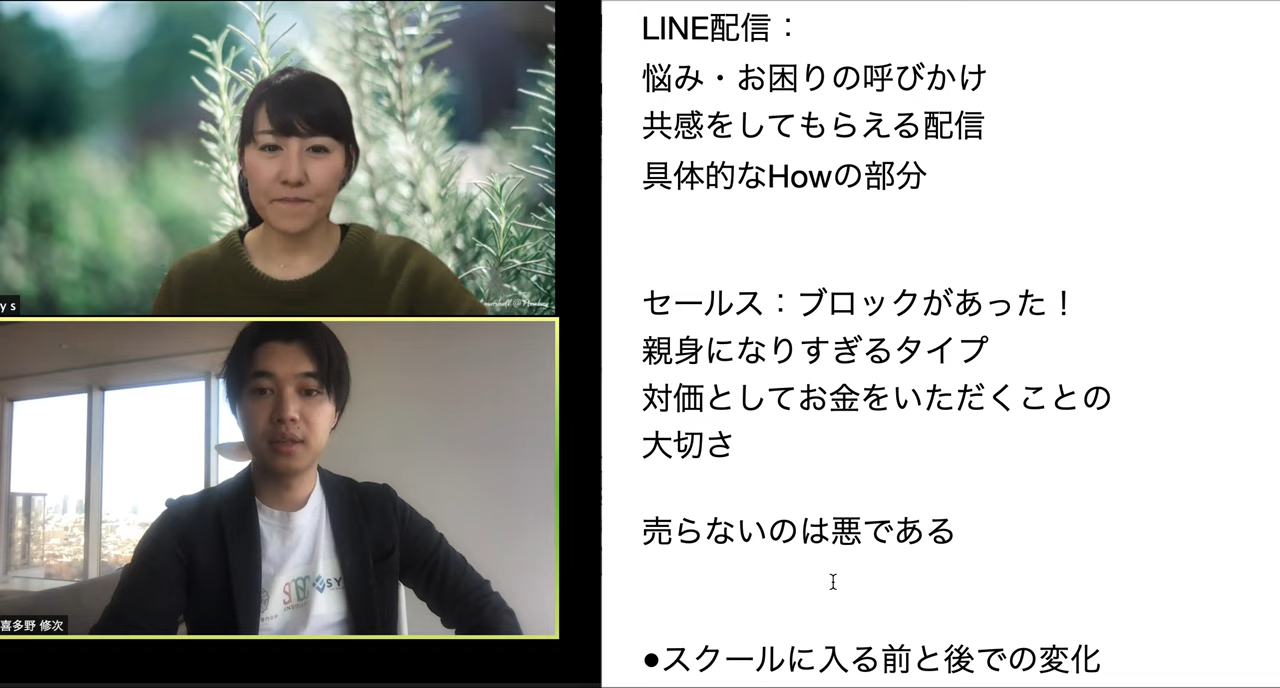 LINE配信：
悩み・お困りの呼びかけ
共感をしてもらえる配信
具体的なHowの部分
セールス：ブロックがあった！
親身になりすぎるタイプ
対価としてお金をいただくことの
大切さ
売らないのは悪である
●スクールに入る前と後での変化
y s
喜多野 修次